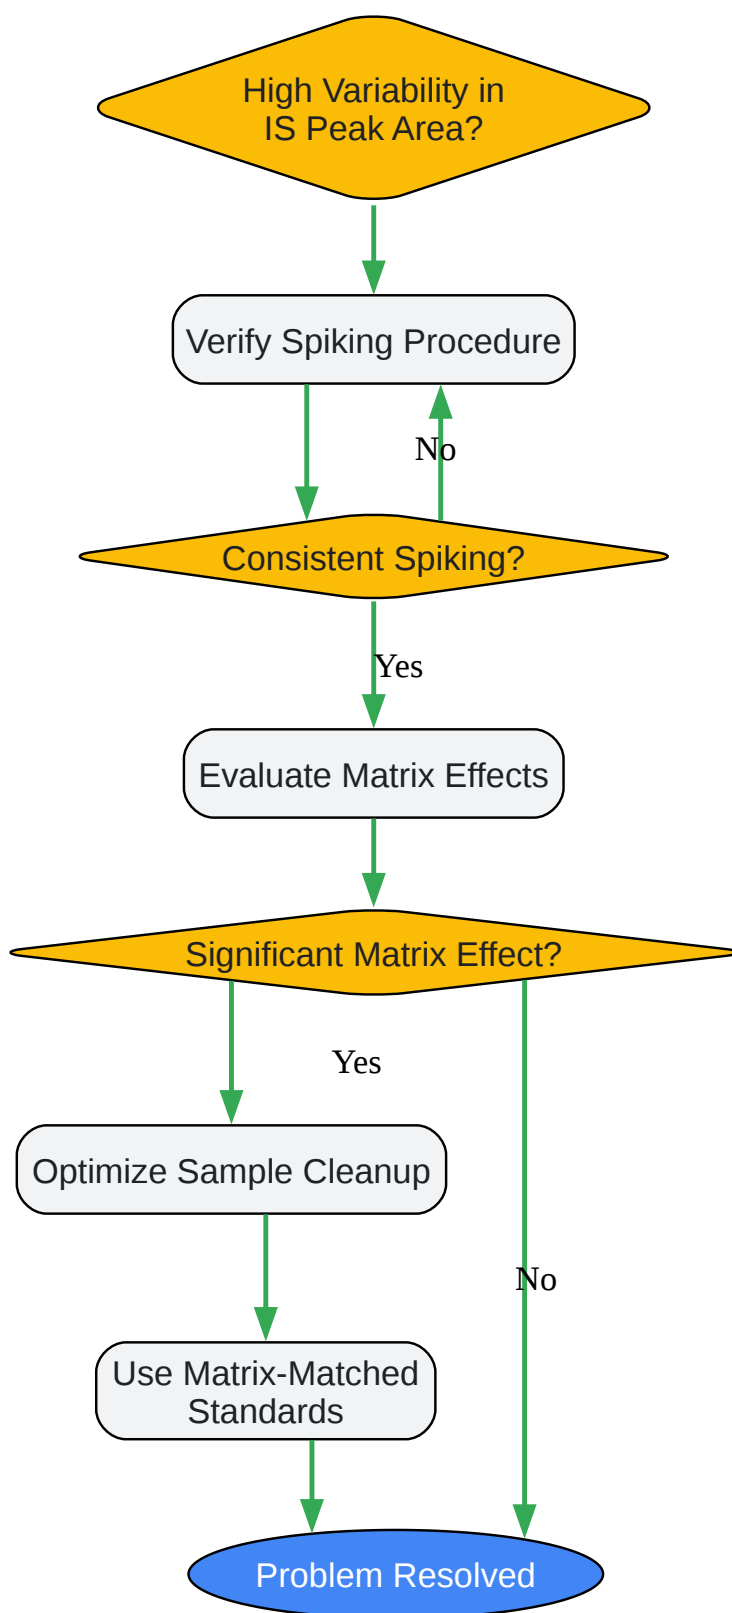 High Variability in
IS Peak Area?
Verify Spiking Procedure
No
Consistent Spiking?
Yes
Evaluate Matrix Effects
Significant Matrix Effect?
Yes
Optimize Sample Cleanup
No
Use Matrix-Matched
Standards
Problem Resolved